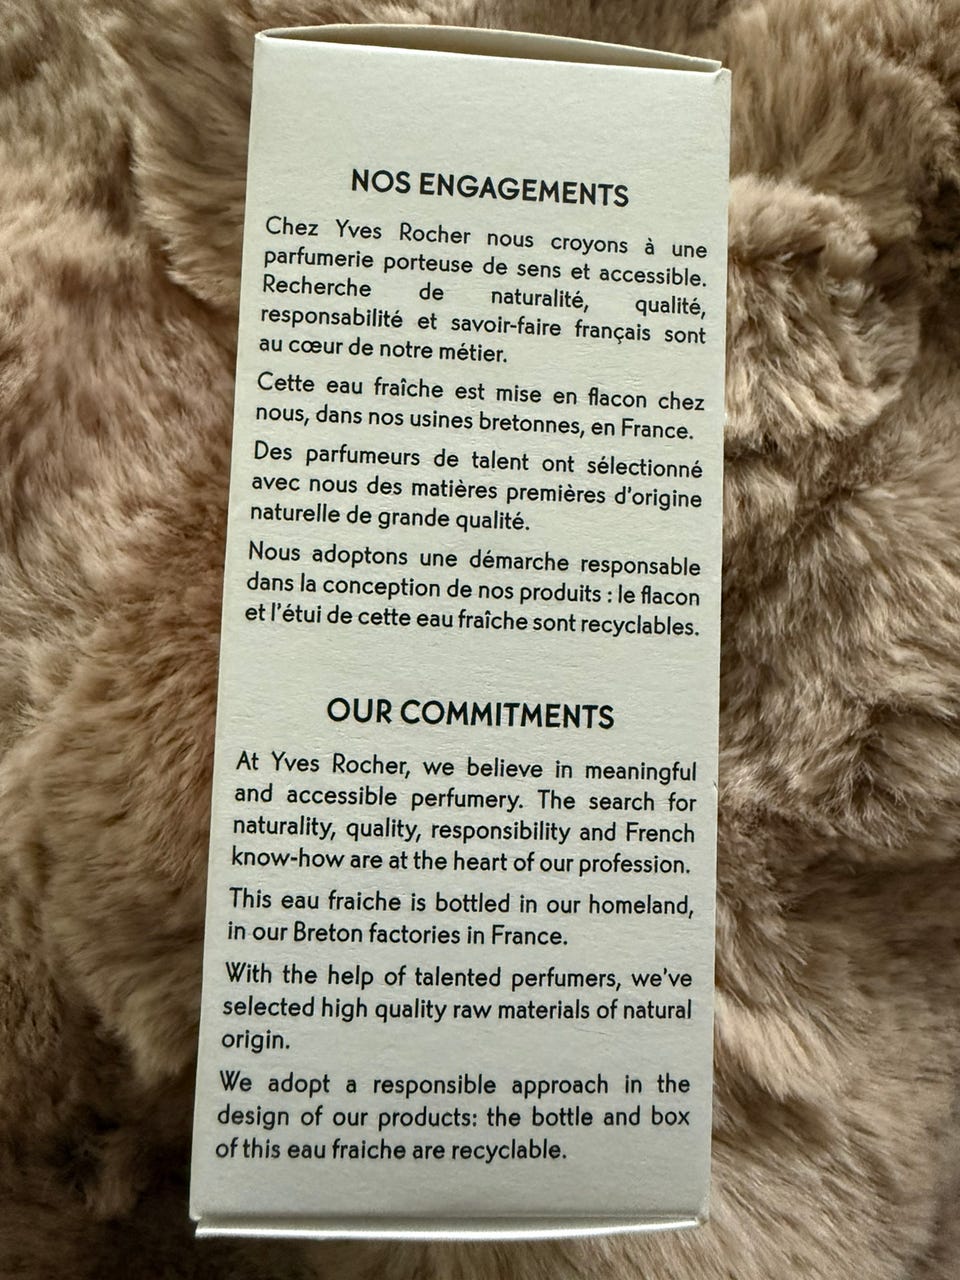 NOS ENGAGEMENTS
Chez Yves Rocher nous croyons à une
parfumerie porteuse de sens et accessible.
Recherche de naturalité, qualité,
responsabilité et savoir-faire français sont
au cœur de notre métier.
Cette eau fraîche est mise en flacon chez
nous, dans nos usines bretonnes, en France.
Des parfumeurs de talent ont sélectionné
avec nous des matières premières d'origine
naturelle de grande qualité.
Nous adoptons une démarche responsable
dans la conception de nos produits : le flacon
et l'étui de cette eau fraîche sont recyclables.
OUR COMMITMENTS
At Yves Rocher, we believe in meaningful
and accessible perfumery. The search for
naturality, quality, responsibility and French
know-how are at the heart of our profession.
This eau fraiche is bottled in our homeland,
in our Breton factories in France.
With the help of talented perfumers, we've
selected high quality raw materials of natural
origin.
We adopt a responsible approach in the
design of our products: the bottle and box
of this eau fraiche are recyclable.